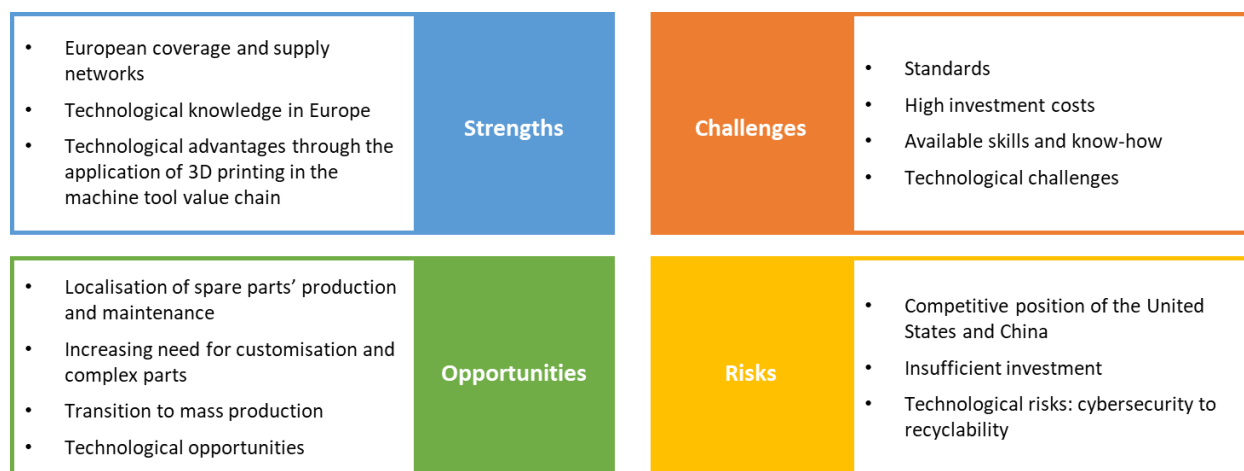 • European coverage and supply
networks
• Technological knowledge in Europe
• Technological advantages through the
application of 3D printing in the
machine tool value chain
Strengths
Challenges
• Standards
• High investment costs
• Available skills and know-how
• Technological challenges
• Localisation of spare parts’ production
and maintenance
• Increasing need for customisation and
complex parts
• Transition to mass production
• Technological opportunities
Opportunities
Risks
• Competitive position of the United
States and China
• Insufficient investment
• Technological risks: cybersecurity to
recyclability